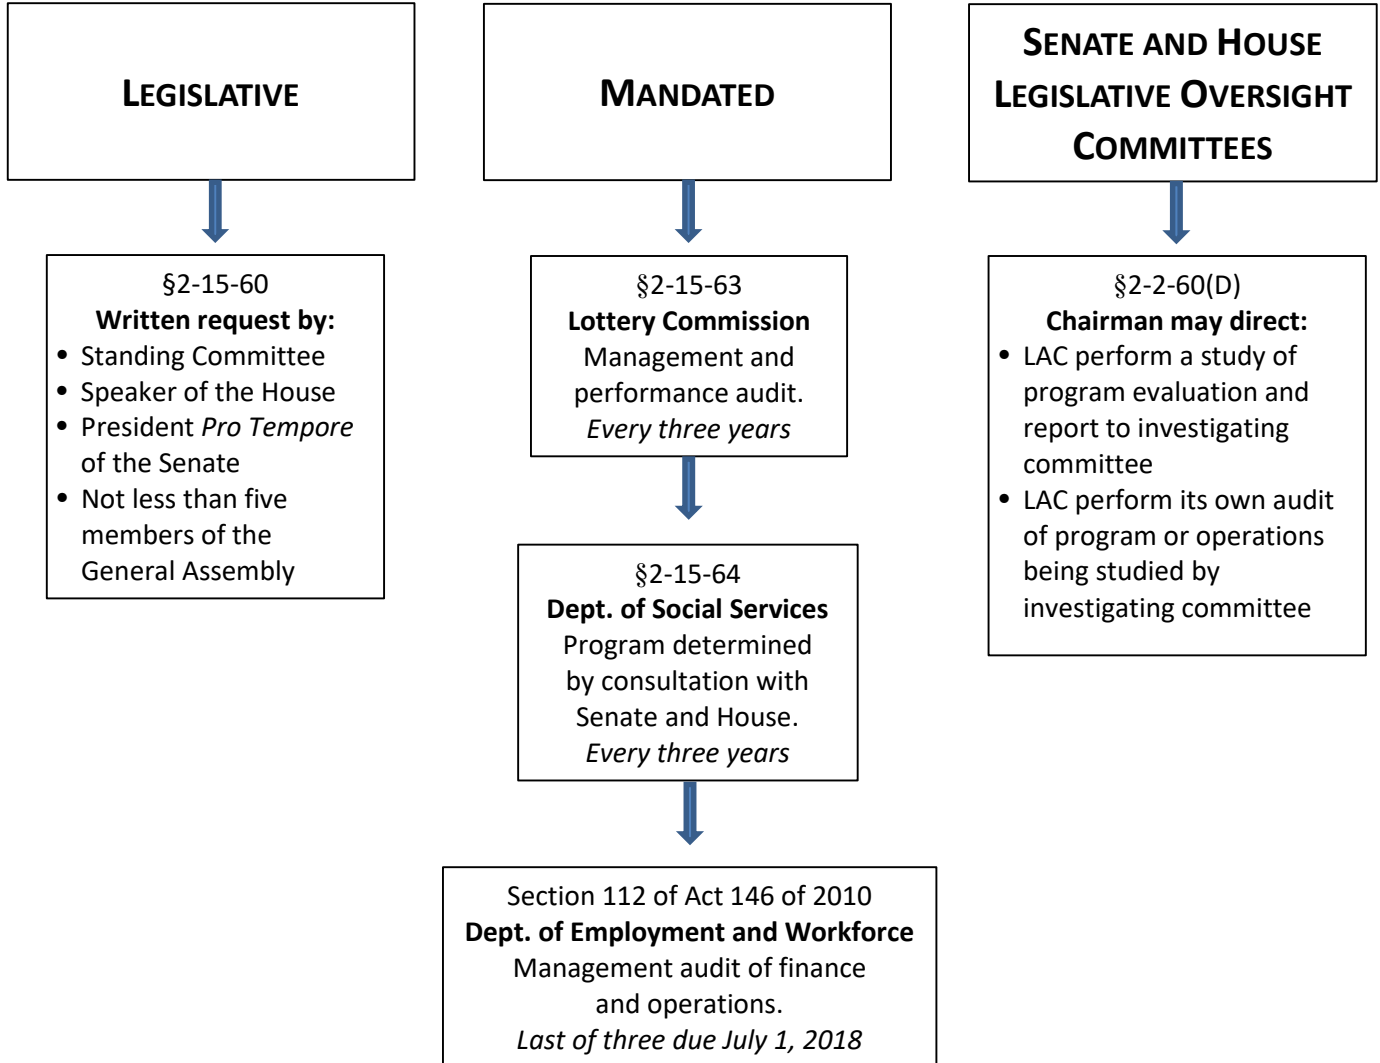 LEGISLATIVE
§2-15-60
Written request by:
• Standing Committee
• Speaker of the House
• President Pro Tempore
of the Senate
• Not less than five
members of the
General Assembly
MANDATED
§2-15-63
Lottery Commission
Management and
performance audit.
Every three years
§2-15-64
Dept. of Social Services
Program determined
by consultation with
Senate and House.
Every three years
Section 112 of Act 146 of 2010
Dept. of Employment and Workforce
Management audit of finance
and operations.
Last of three due July 1, 2018
SENATE AND HOUSE
LEGISLATIVE OVERSIGHT
COMMITTEES
§2-2-60(D)
Chairman may direct:
• LAC perform a study of
program evaluation and
report to investigating
committee
• LAC perform its own audit
of program or operations
being studied by
investigating committee